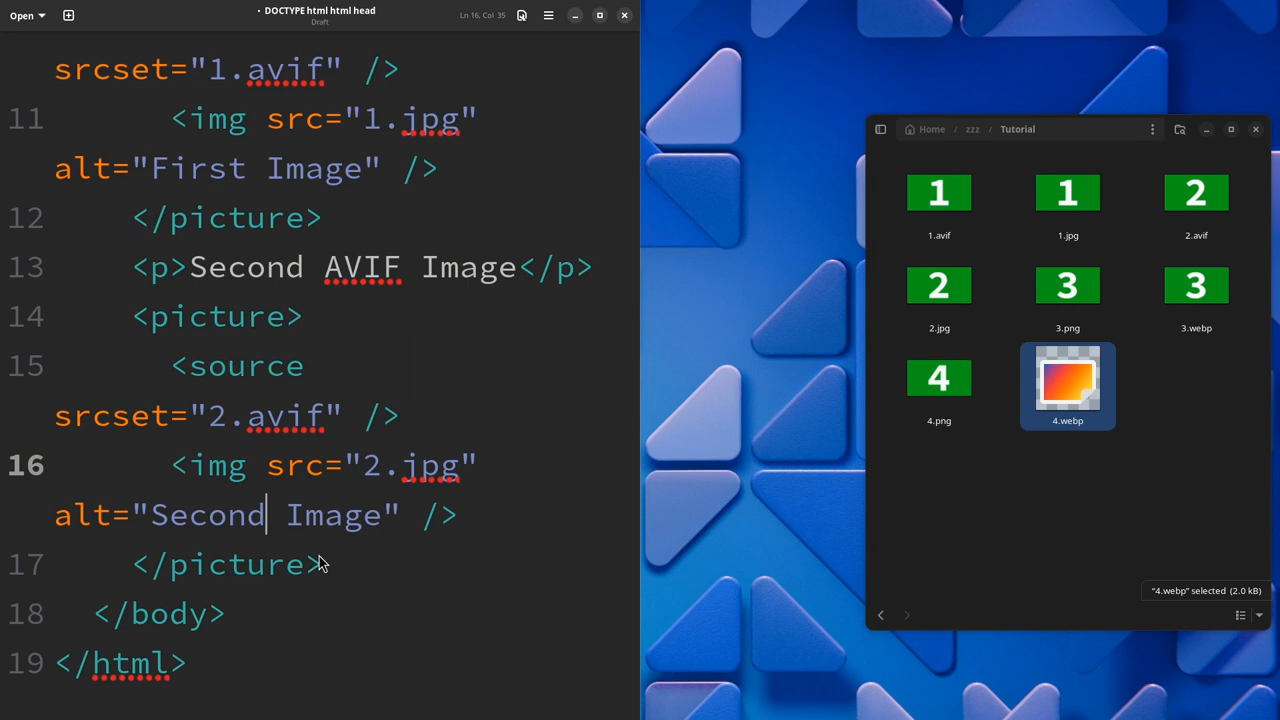 Open
• DOCTYPE html html head
Draft
Ln 16, Col 35
srcset="1.avif" />
11 <img src="1.jpg"
alt="First Image" />
12 </picture>
13 <p>Second AVIF Image</p>
14 <picture>
15 <source
srcset="2.avif" />
16 <img src="2.jpg"
alt="Second Image" />
17 </picture>
18 </body>
19 </html>
Home / zzz / Tutorial
1 1 2
1.avif 1.jpg 2.avif
2 3 3
2.jpg 3.png 3.webp
4
4.png 4.webp
"4.webp" selected (2.0 kB)